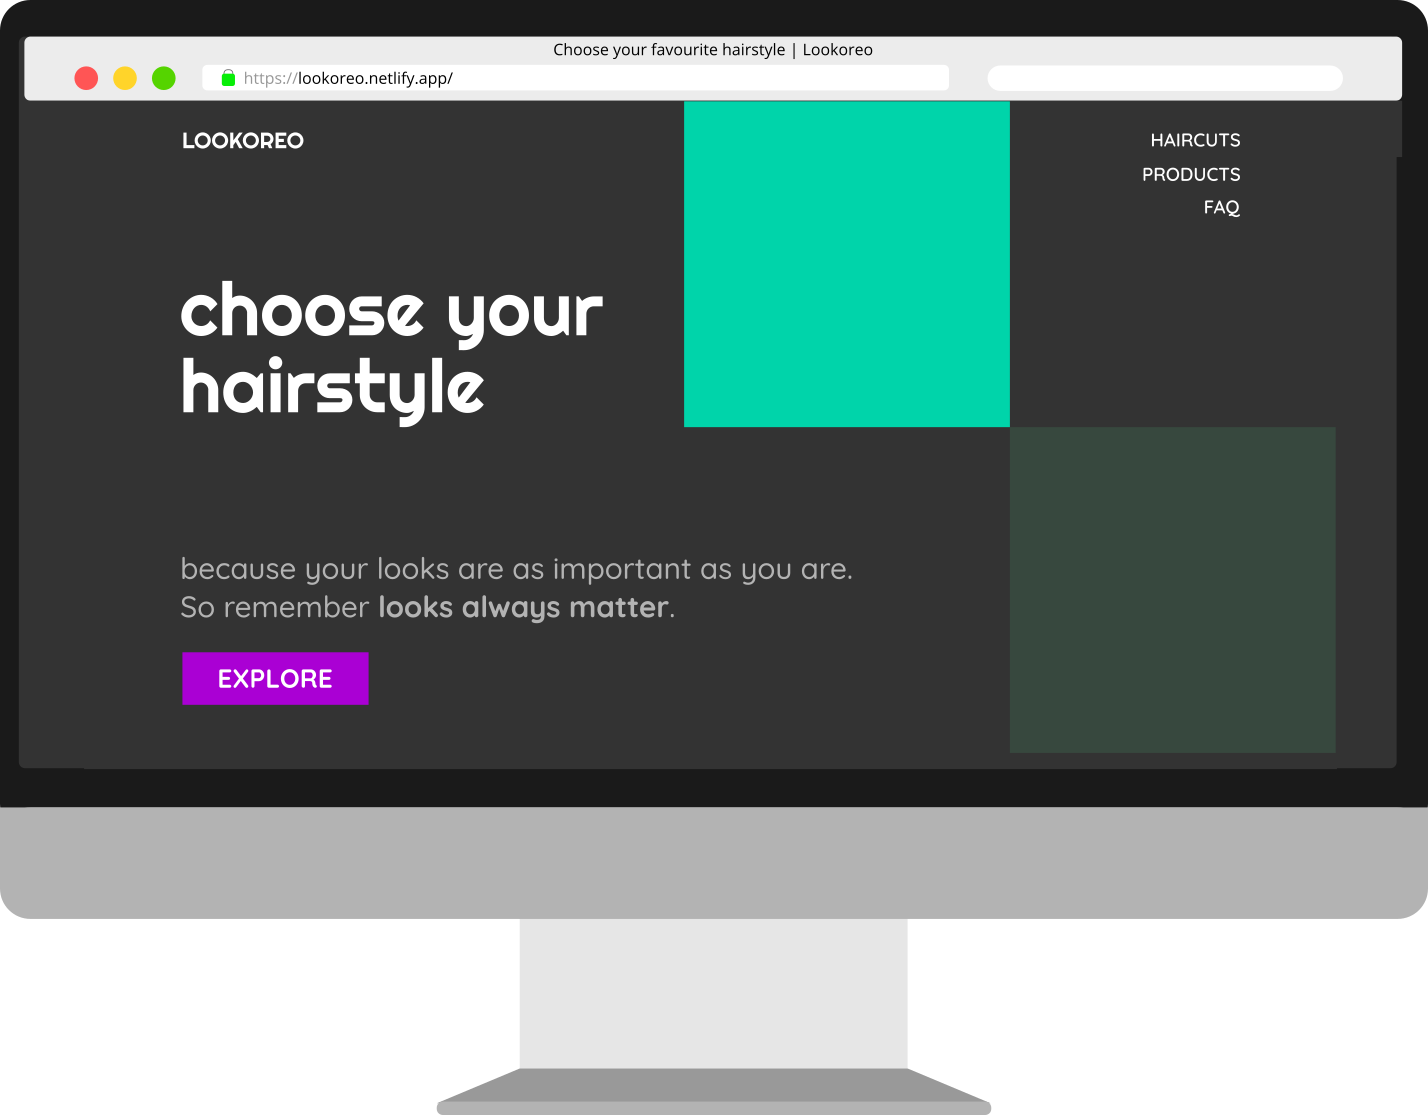 Choose your favourite hairstyle | Lookoreo
https://lookoreo.netlify.app/
LOOKOREO
HAIRCUTS
PRODUCTS
FAQ
choose your
hairstyle
because your looks are as important as you are.
So remember looks always matter.
EXPLORE